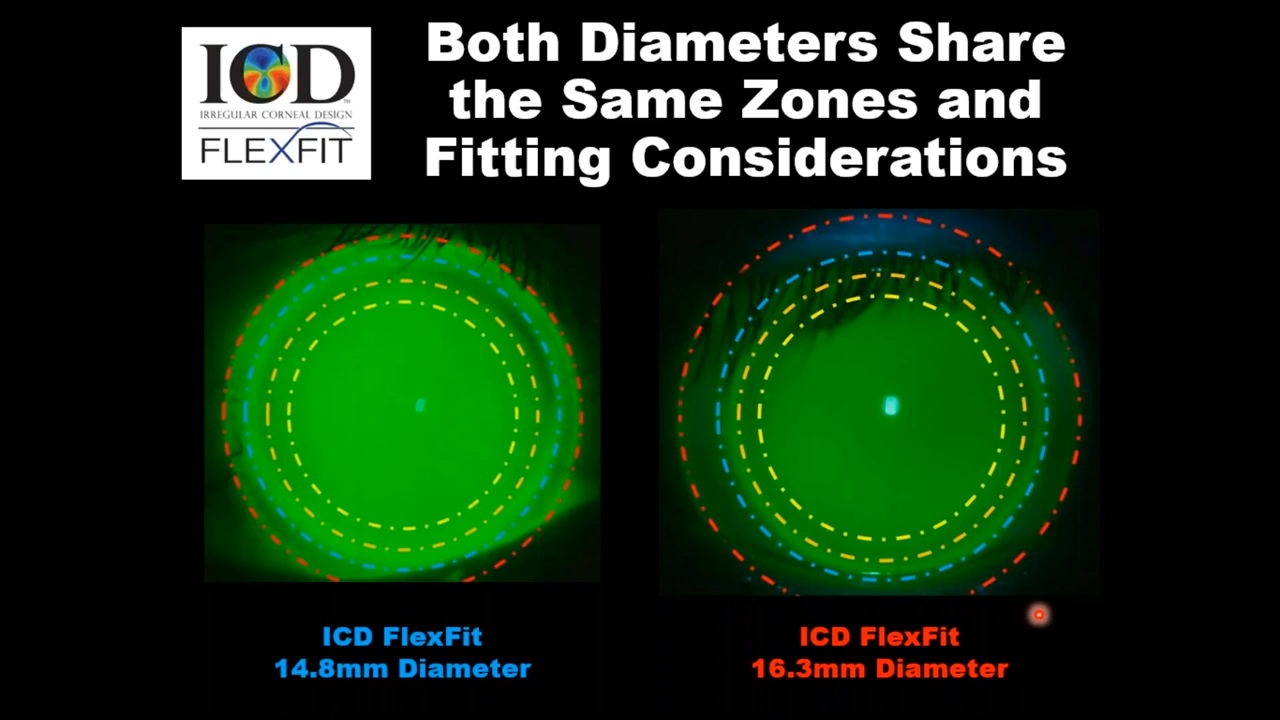 ICD™
IRREGULAR CORNEAL DESIGN
FLEXFIT
Both Diameters Share
the Same Zones and
Fitting Considerations
ICD FlexFit
14.8mm Diameter
ICD FlexFit
16.3mm Diameter